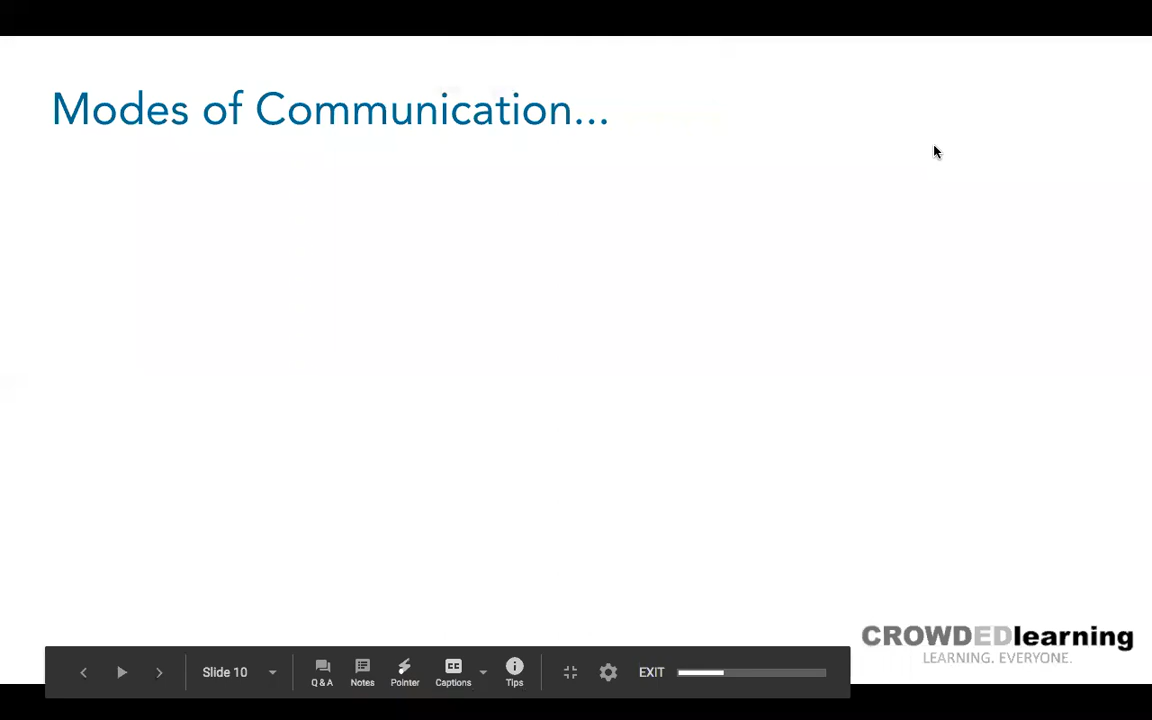 Modes of Communication...
CROWDEDlearning
LEARNING. EVERYONE.
Slide 10
Q & A
Notes
Pointer
Captions
Tips
EXIT